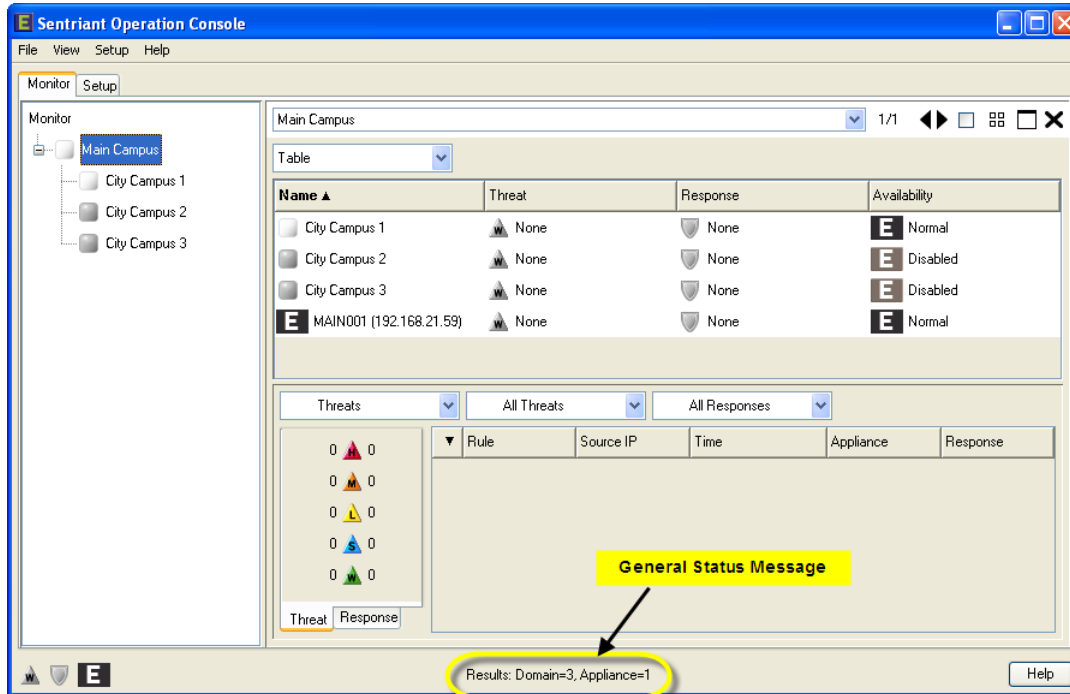 E Sentriant Operation Console
File View Setup Help
Monitor Setup
Monitor
Main Campus
City Campus 1
City Campus 2
City Campus 3
Main Campus 1/1
Table
Name ▲ Threat Response Availability
City Campus 1 W None None E Normal
City Campus 2 W None None E Disabled
City Campus 3 W None None E Disabled
E MAIN001 (192.168.21.59) W None None E Normal
Threats All Threats All Responses
▼ Rule Source IP Time Appliance Response
0 H 0
0 M 0
0 L 0
0 S 0
0 W 0
General Status Message
Threat Response
W E Results: Domain=3, Appliance=1 Help